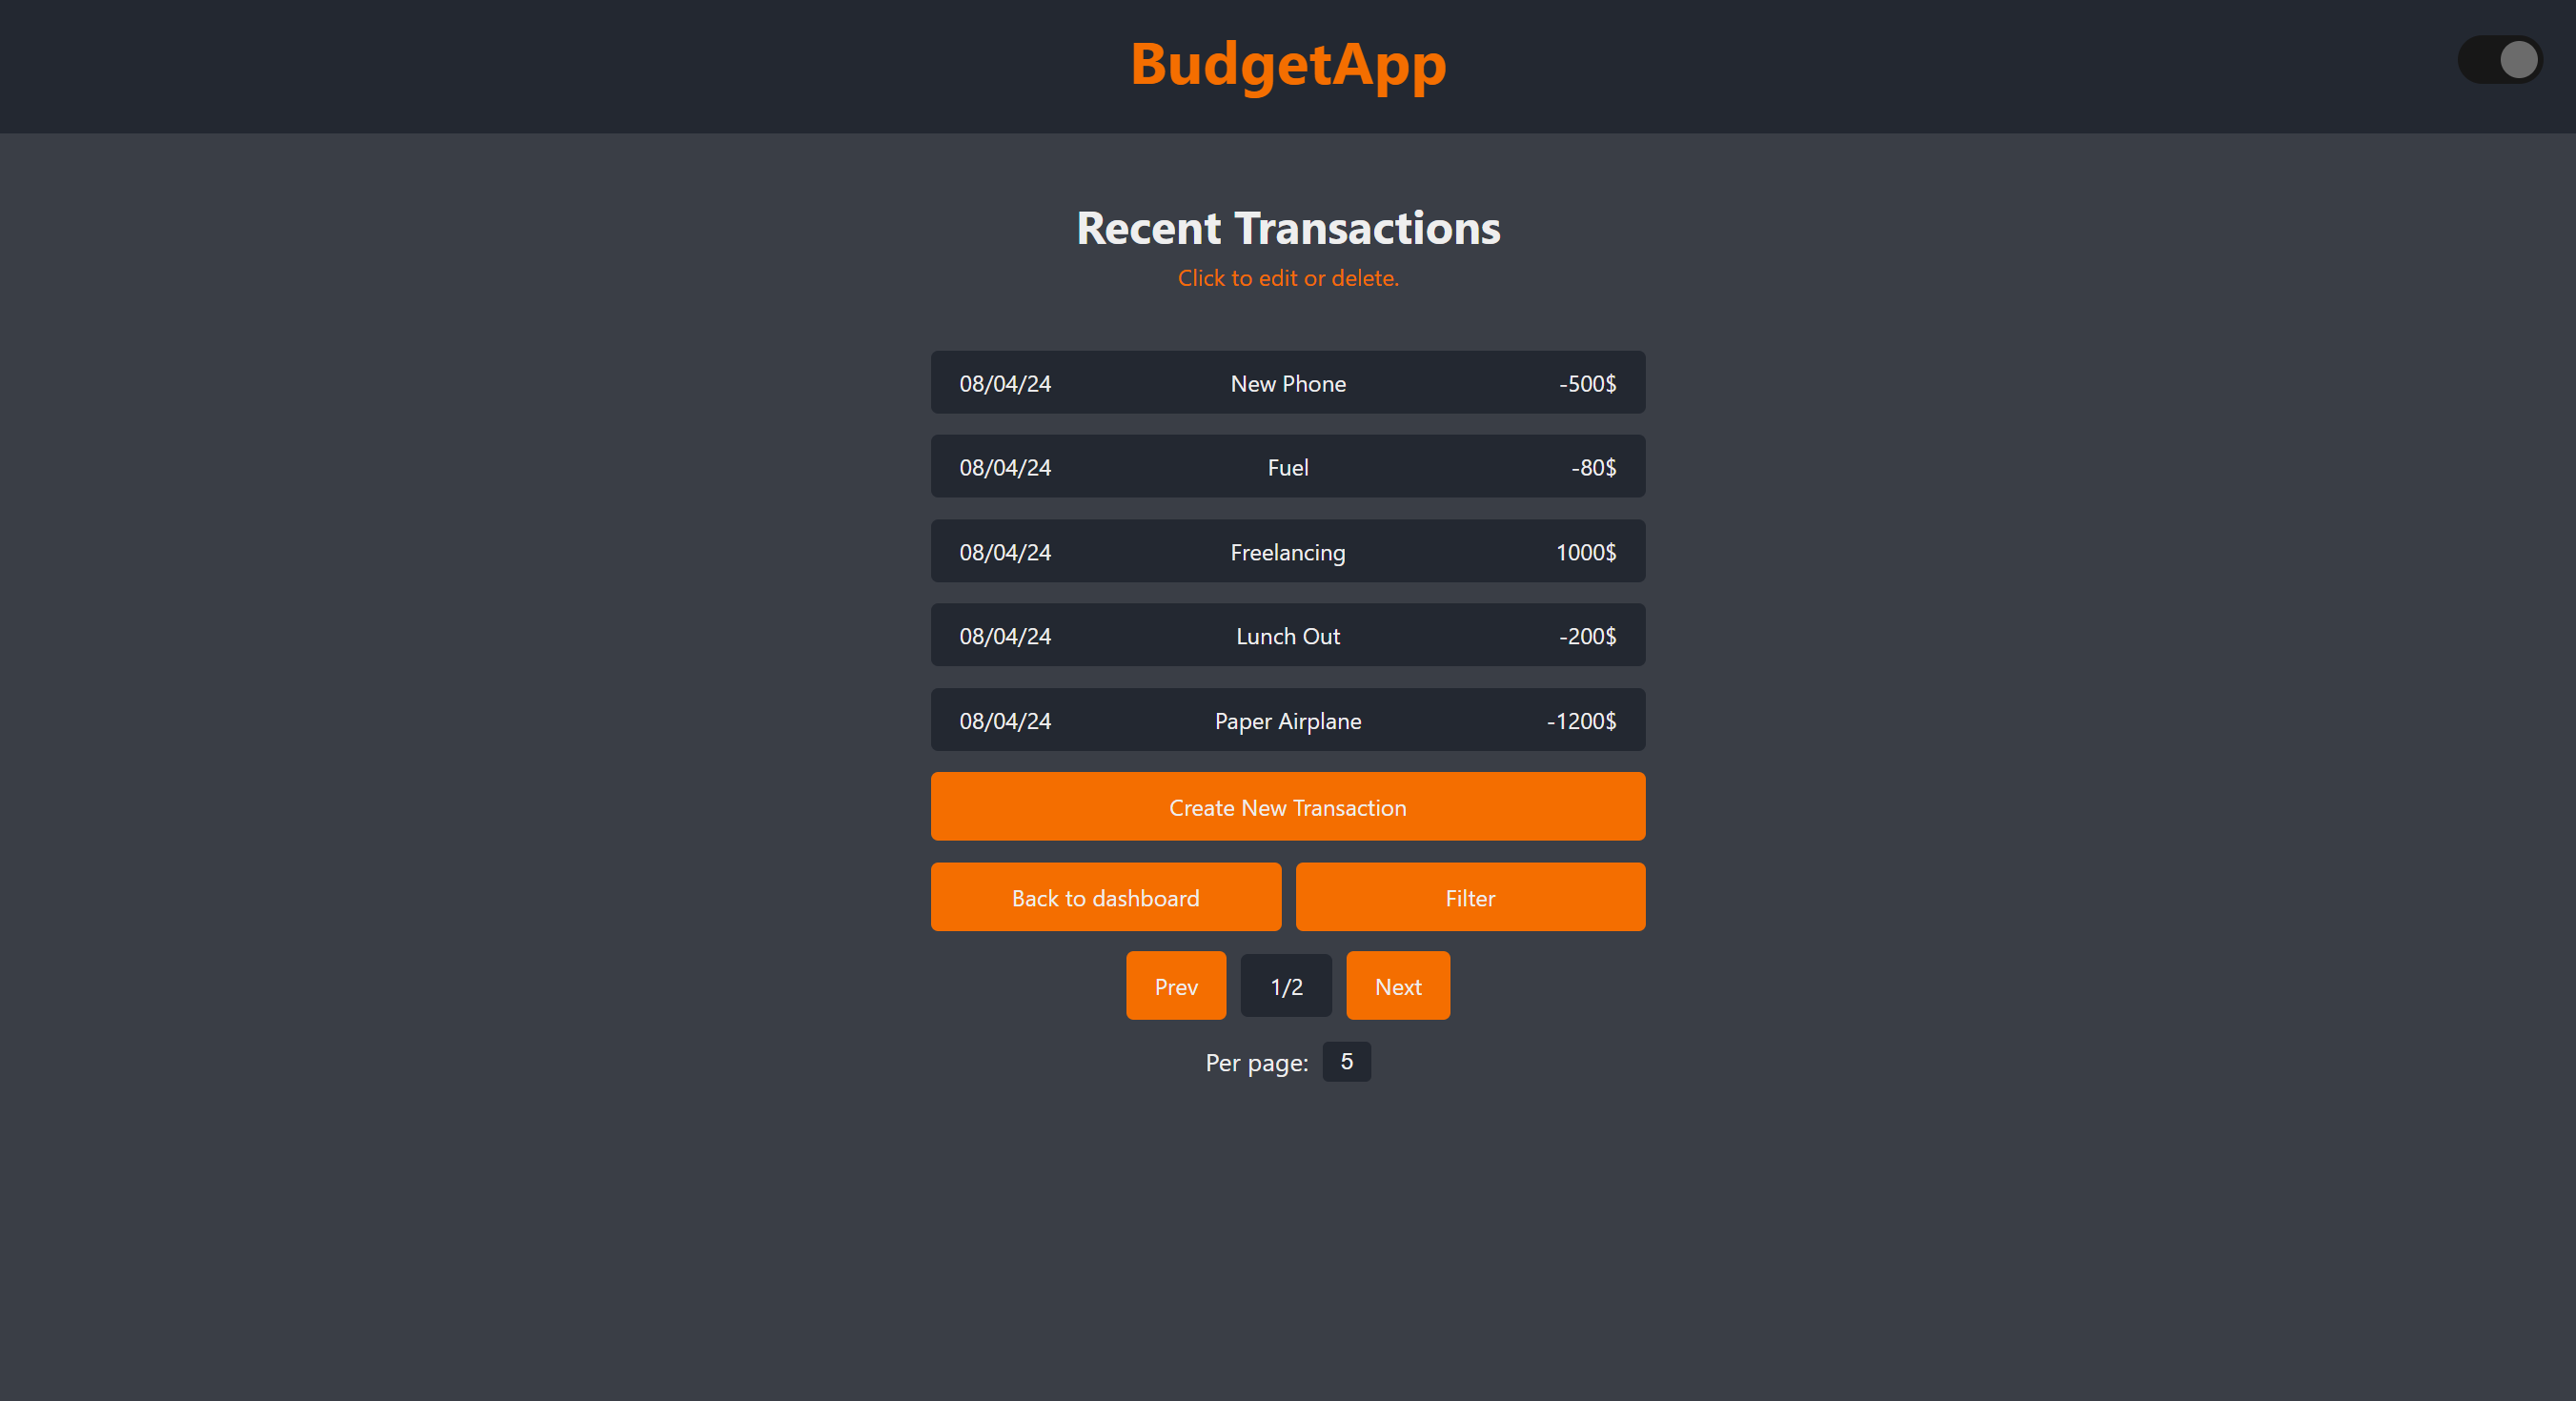 BudgetApp
Recent Transactions
Click to edit or delete.
08/04/24 New Phone -500$
08/04/24 Fuel -80$
08/04/24 Freelancing 1000$
08/04/24 Lunch Out -200$
08/04/24 Paper Airplane -1200$
Create New Transaction
Back to dashboard Filter
Prev 1/2 Next
Per page: 5